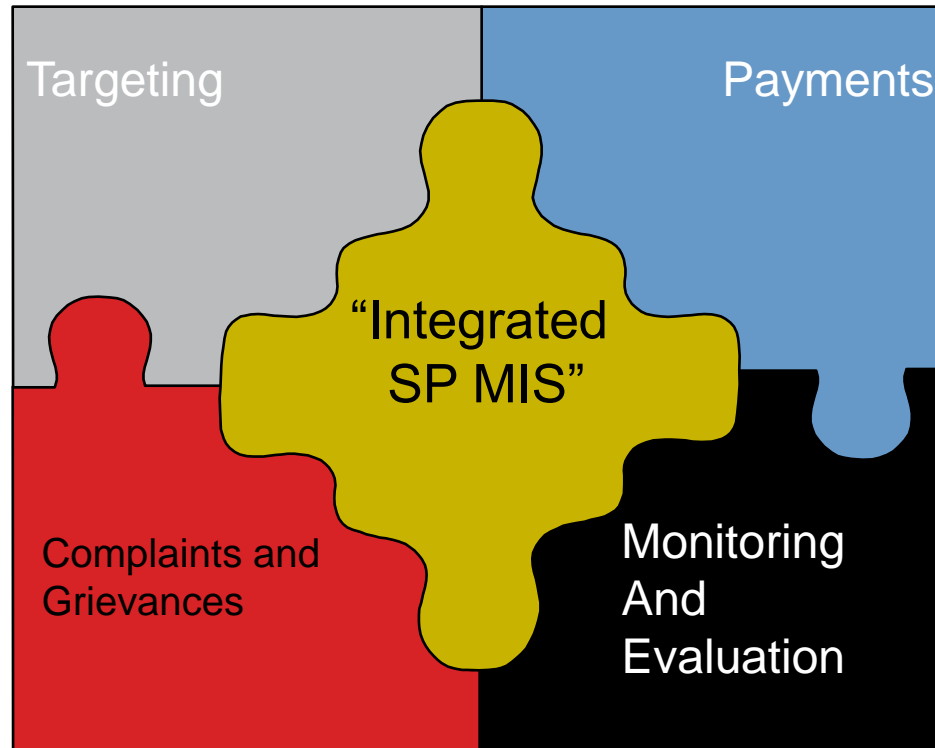 Targeting
Payments
“Integrated
SP MIS”
Complaints and
Grievances
Monitoring
And
Evaluation